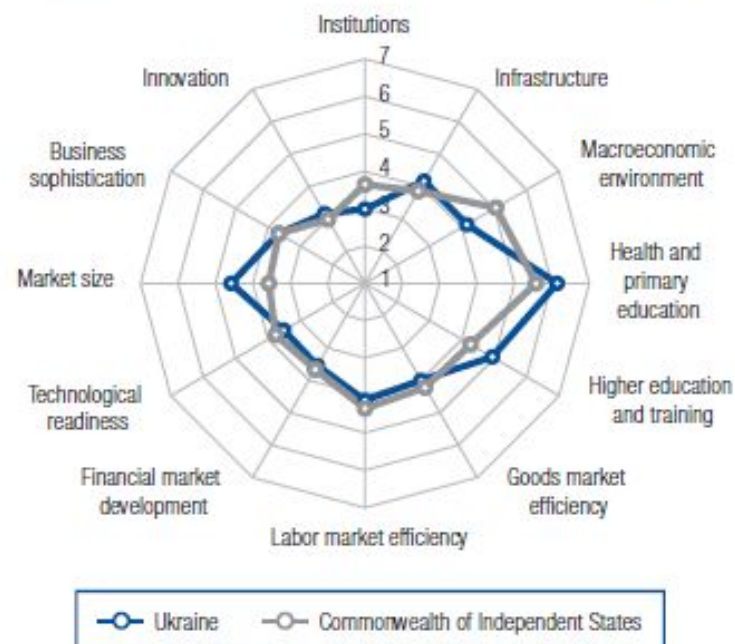 Institutions
7
Innovation
6
Infrastructure
5
Business
sophistication
4
Macroeconomic
environment
3
2
Market size
1
Health and
primary
education
Technological
readiness
Higher education
and training
Financial market
development
Goods market
efficiency
Labor market efficiency
Ukraine
Commonwealth of Independent States